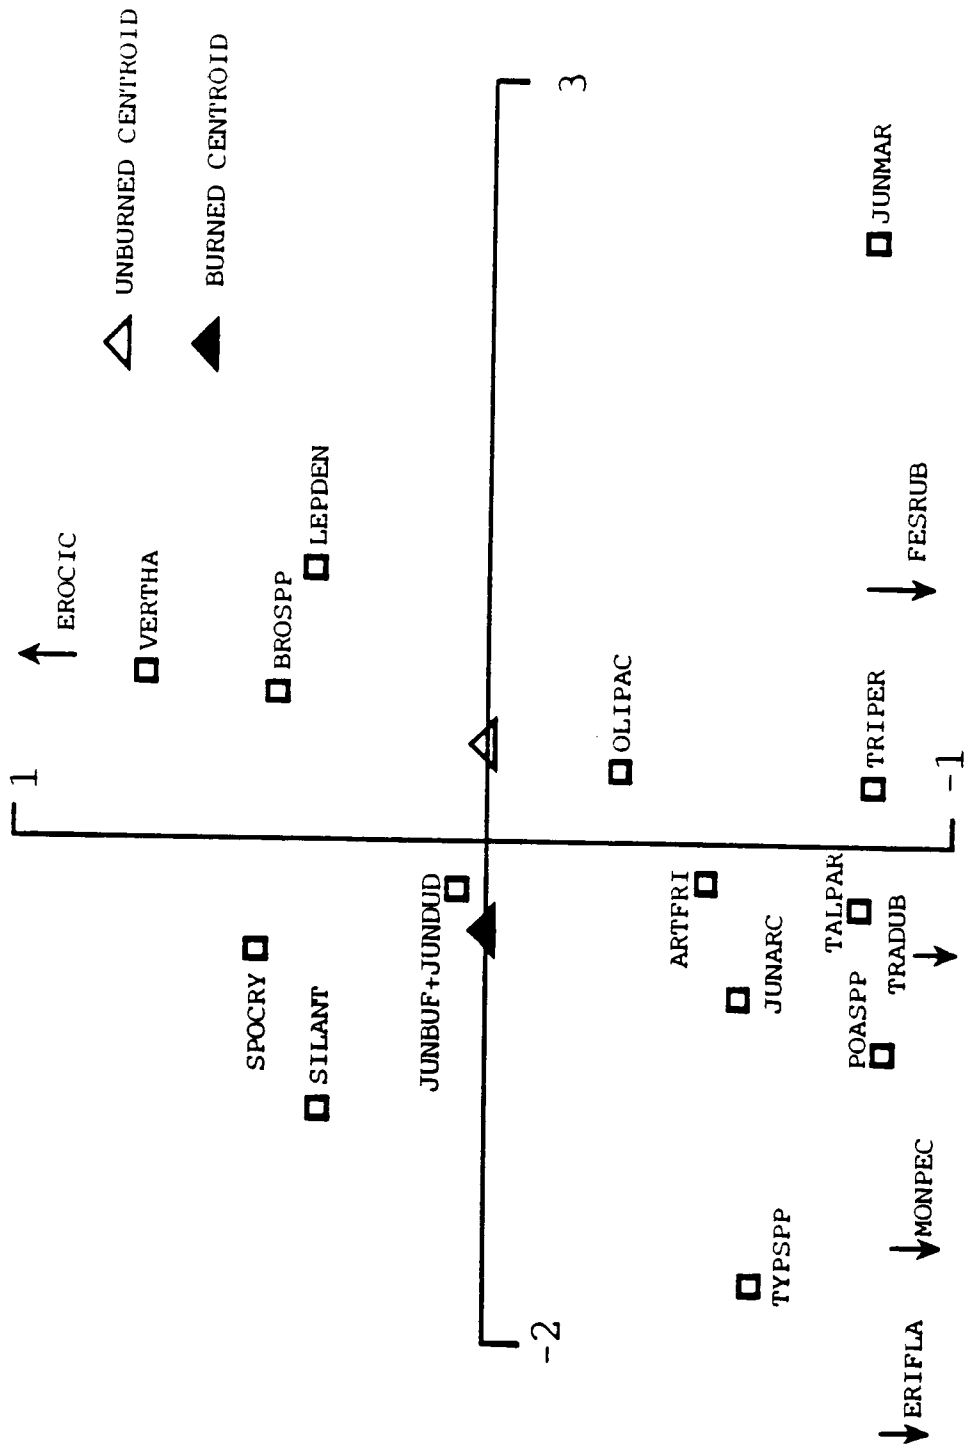 UNBURNED CENTROID
BURNED CENTROID
1
EROCIC
VERTHA
BROSPP
LEPDEN
SPOCRY
SILANT
JUNBUF+JUNDUD
-2
3
OLIPAC
ARTFRI
JUNARC
TYPSPP
TALPAR
TRIPER
JUNMAR
POASPP
TRADUB
FESRUB
MONPEC
ERIFLA
-1